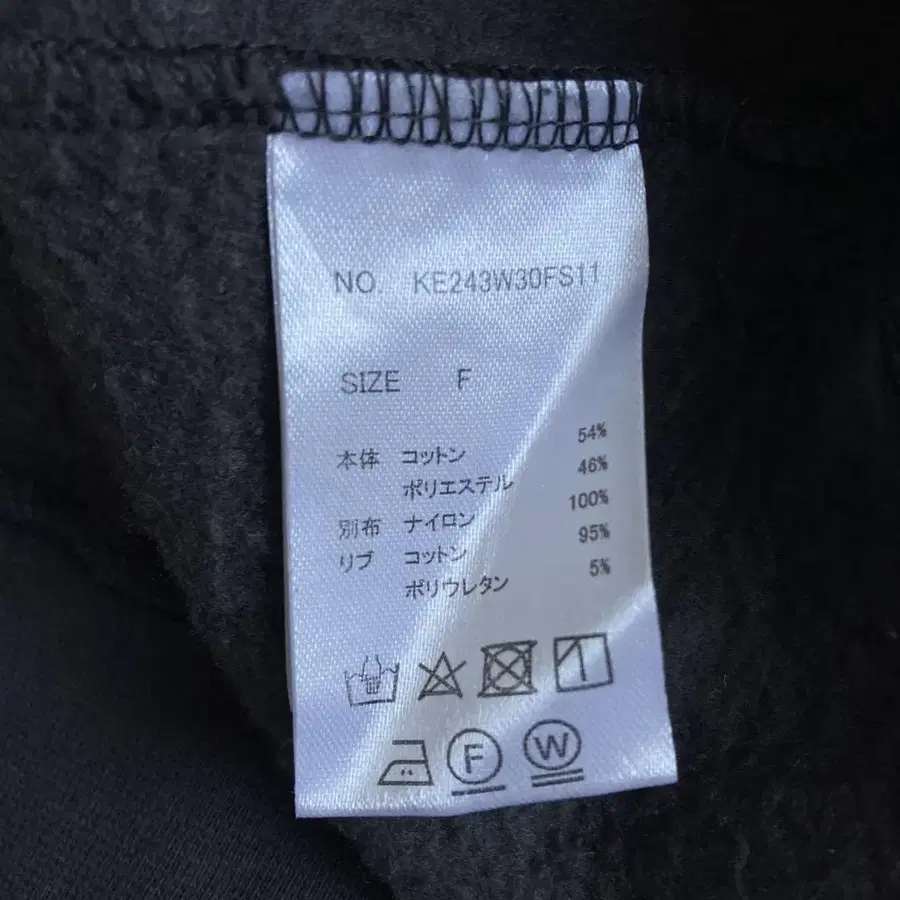 NO. KE243W30FS11
SIZE F
本体 コットン 54%
ポリエステル 46%
別布 ナイロン 100%
リブ コットン 95%
ポリウレタン 5%
F W